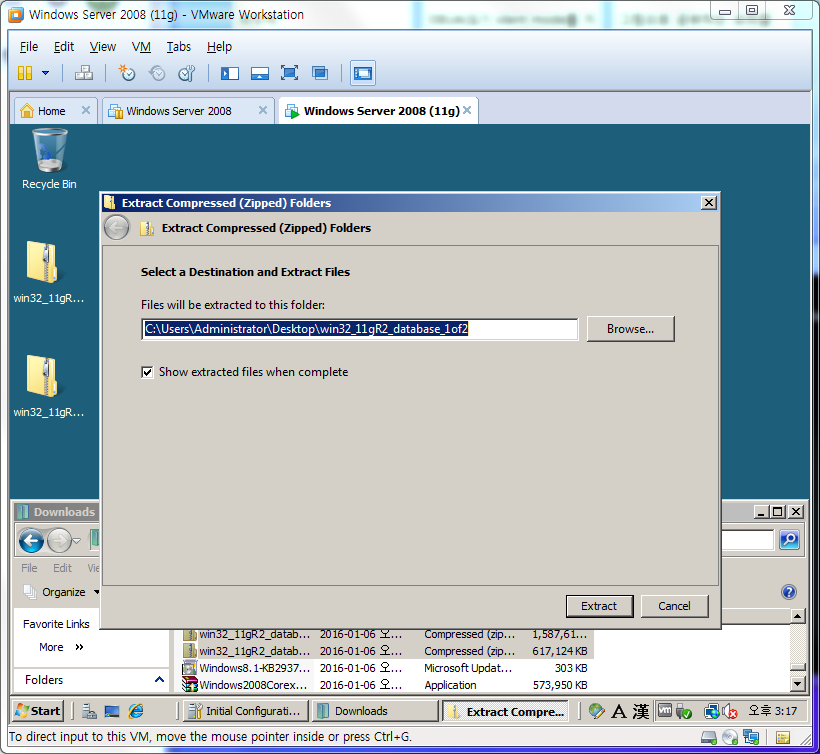 Windows Server 2008 (11g) - VMware Workstation
File Edit View VM Tabs Help
Home
Windows Server 2008
Windows Server 2008 (11g)
Recycle Bin
win32_11gR...
win32_11gR...
Extract Compressed (Zipped) Folders
Extract Compressed (Zipped) Folders
Select a Destination and Extract Files
Files will be extracted to this folder:
C:\Users\Administrator\Desktop\win32_11gR2_database_1of2
Browse...
Show extracted files when complete
Extract
Cancel
Downloads
File Edit
Organize
Favorite Links
More »
Folders
win32_11gR2_datab... 2016-01-06 오... Compressed (zip... 1,587,61...
win32_11gR2_datab... 2016-01-06 오... Compressed (zip... 617,124 KB
Windows8.1-KB2937... 2016-01-06 오... Microsoft Updat... 303 KB
Windows2008Corex... 2016-01-06 오... Application 573,950 KB
Start
Initial Configurati...
Downloads
Extract Compre...
A 漢
vm
오후 3:17
To direct input to this VM, move the mouse pointer inside or press Ctrl+G.